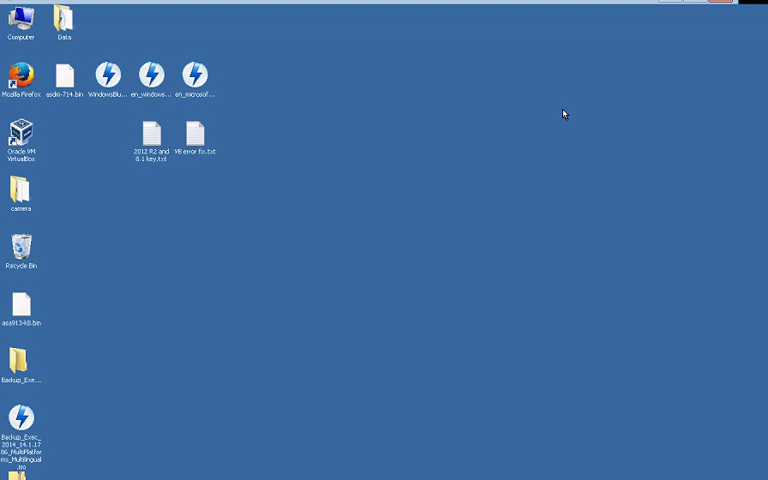 Computer
Data
Mozilla Firefox
asdm-714.bin
WindowsBlu...
en_windows...
en_microsof...
Oracle VM
VirtualBox
2012 R2 and
8.1 key.txt
VB error fix.txt
camera
Recycle Bin
asa913-k8.bin
Backup_Exe...
Backup_Exec_
2014_14.1.17
86_MultiPlatfor
ms_Multilingual
.iso